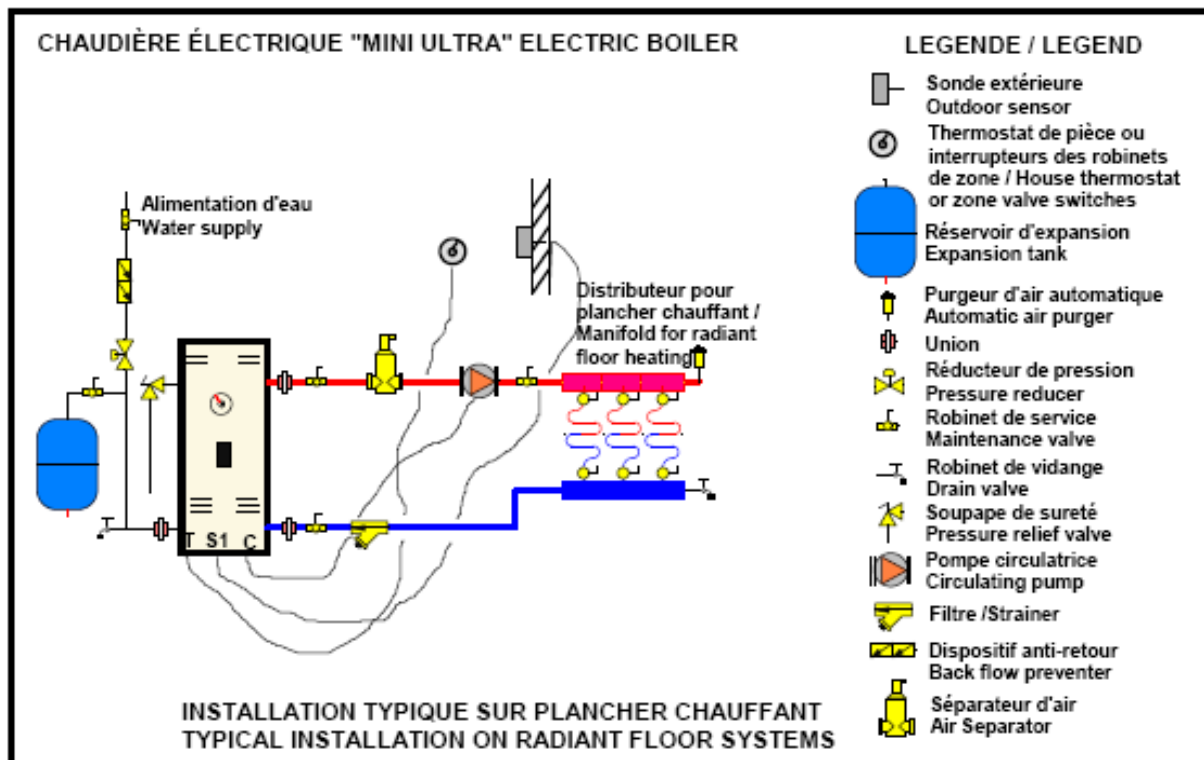 CHAUDIÈRE ÉLECTRIQUE "MINI ULTRA" ELECTRIC BOILER
LEGENDE / LEGEND
Sonde extérieure
Outdoor sensor
Thermostat de pièce ou
interrupteurs des robinets
de zone / House thermostat
or zone valve switches
Réservoir d'expansion
Expansion tank
Purgeur d'air automatique
Automatic air purger
Union
Réducteur de pression
Pressure reducer
Robinet de service
Maintenance valve
Robinet de vidange
Drain valve
Soupape de sureté
Pressure relief valve
Pompe circulatrice
Circulating pump
Filtre /Strainer
Dispositif anti-retour
Back flow preventer
Séparateur d'air
Air Separator
Alimentation d'eau
Water supply
Distributeur pour
plancher chauffant /
Manifold for radiant
floor heating
T S1 C
INSTALLATION TYPIQUE SUR PLANCHER CHAUFFANT
TYPICAL INSTALLATION ON RADIANT FLOOR SYSTEMS